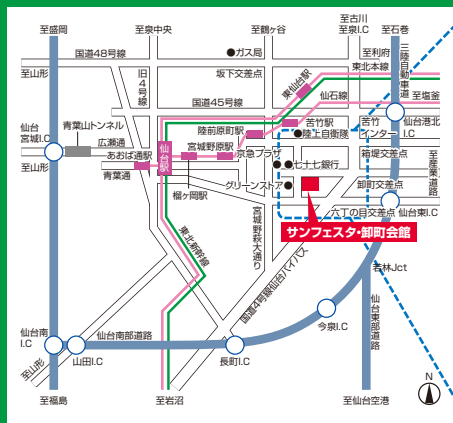 至盛岡
至泉中央
至鶴ヶ谷
至古川
至泉I.C
至石巻
国道48号線
●ガス局
至利府
至山形
旧4号線
坂下交差点
東仙台駅
東北本線
三陸自動車道
仙石線
国道45号線
至塩釜
仙台
宮城I.C
青葉山トンネル
広瀬通
陸前原町駅
苦竹駅
●陸上自衛隊
苦竹
インター
仙台港北
I.C
あおば通駅
仙台駅
宮城野原駅
京急プラザ
箱堤交差点
至山形
青葉通
●七十七銀行
至産業道路
榴ヶ岡駅
グリーンストア●
卸町交差点
六丁の目交差点
仙台東I.C
宮城野萩大通り
サンフェスタ・卸町会館
東北新幹線
国道4号線仙台バイパス
若林Jct
仙台南
I.C
仙台南部道路
今泉I.C
仙台東部道路
至山形
山田I.C
長町I.C
至福島
至岩沼
至仙台空港
N